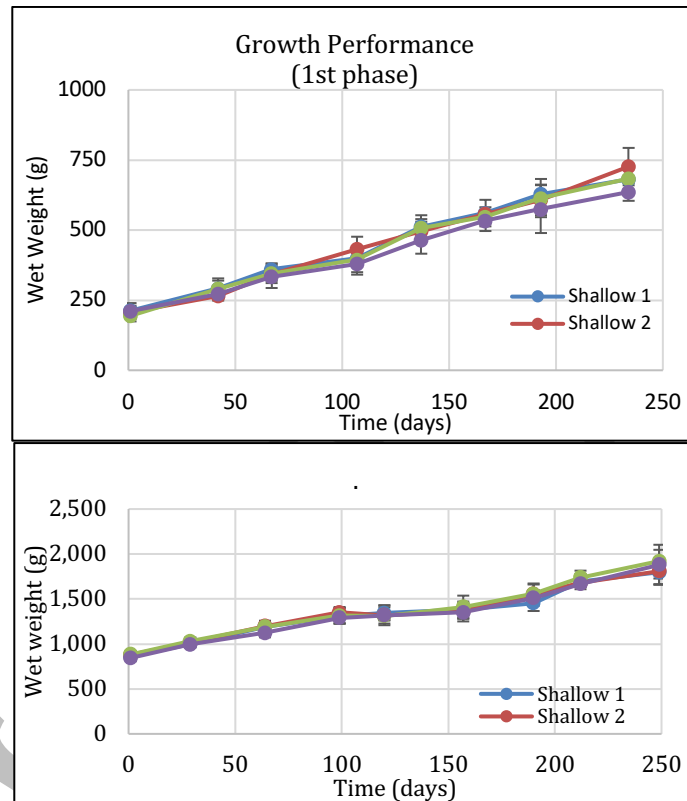 Growth Performance
(1st phase)
1000
750
500
250
0
Wet Weight (g)
Shallow 1
Shallow 2
0 50 100 150 200 250
Time (days)
.
2,500
2,000
1,500
1,000
500
0
Wet weight (g)
Shallow 1
Shallow 2
0 50 100 150 200 250
Time (days)